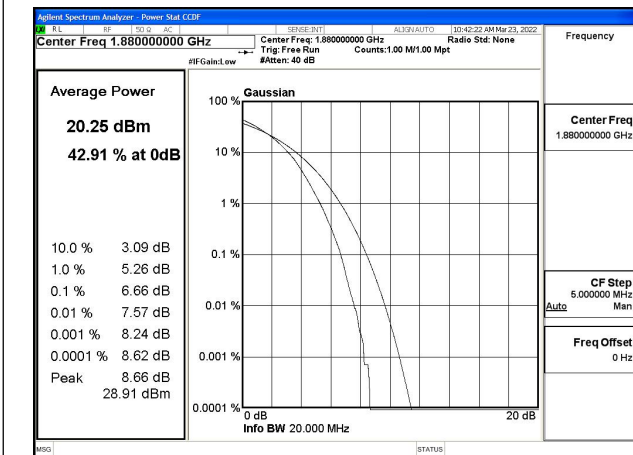 Agilent Spectrum Analyzer - Power Stat CCDF
RL RF 50 Ω AC SENSE:INT ALIGN AUTO 10:42:22 AM Mar 23, 2022
Center Freq 1.880000000 GHz
Center Freq: 1.880000000 GHz Radio Std: None
Trig: Free Run Counts:1.00 M/1.00 Mpt
#IFGain:Low #Atten: 40 dB
Frequency
Average Power
20.25 dBm
42.91 % at 0dB
10.0 % 3.09 dB
1.0 % 5.26 dB
0.1 % 6.66 dB
0.01 % 7.57 dB
0.001 % 8.24 dB
0.0001 % 8.62 dB
Peak 8.66 dB
28.91 dBm
Gaussian
100 %
10 %
1 %
0.1 %
0.01 %
0.001 %
0.0001 %
0 dB 20 dB
Info BW 20.000 MHz
Center Freq
1.880000000 GHz
CF Step
5.000000 MHz
Auto Man
Freq Offset
0 Hz
MSG STATUS